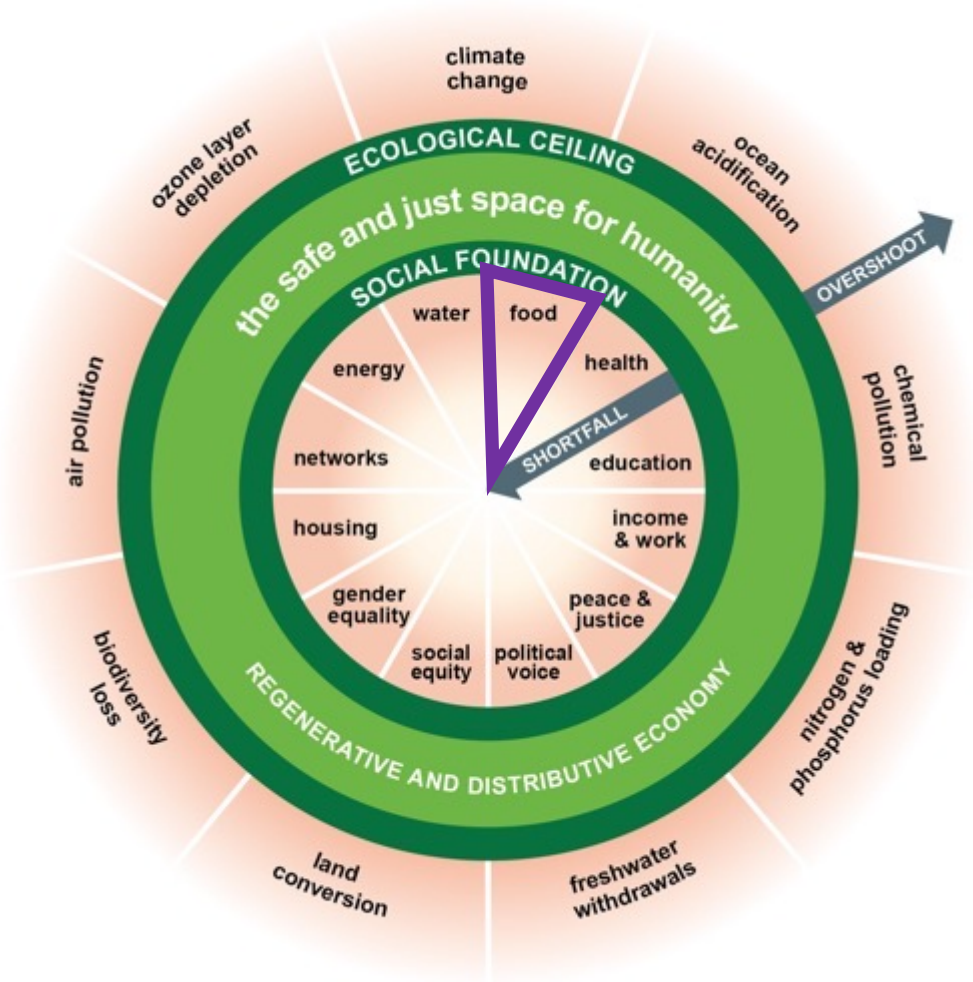 climate
change
ocean
acidification
OVERSHOOT
chemical
pollution
nitrogen &
phosphorus loading
freshwater
withdrawals
land
conversion
biodiversity
loss
air pollution
ozone layer
depletion
ECOLOGICAL CEILING
the safe and just space for humanity
SOCIAL FOUNDATION
water
food
health
SHORTFALL
education
income
& work
peace &
justice
political
voice
social
equity
gender
equality
housing
networks
energy
REGENERATIVE AND DISTRIBUTIVE ECONOMY